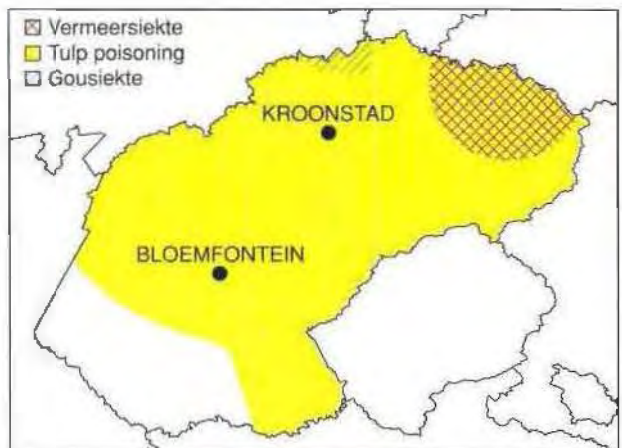 Vermeersiekte
Tulp poisoning
Gousiekte
KROONSTAD
BLOEMFONTEIN